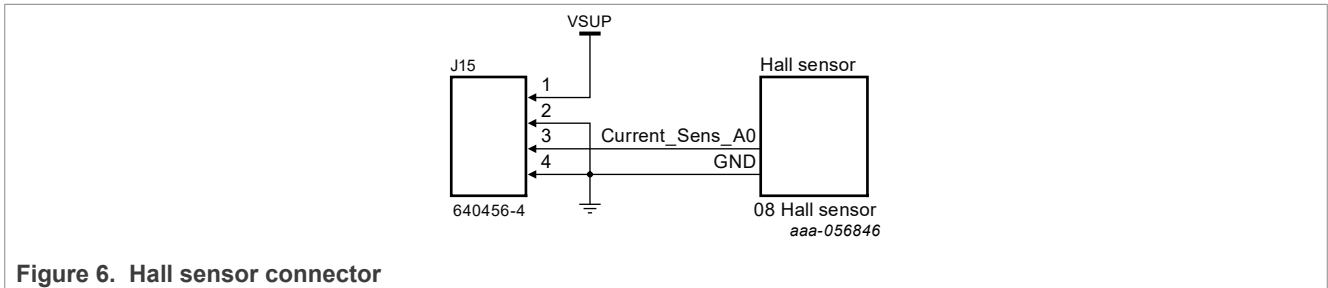 VSUP
J15
Hall sensor
1
2
3
Current_Sens_A0
4
GND
640456-4
08 Hall sensor
aaa-056846
Figure 6. Hall sensor connector